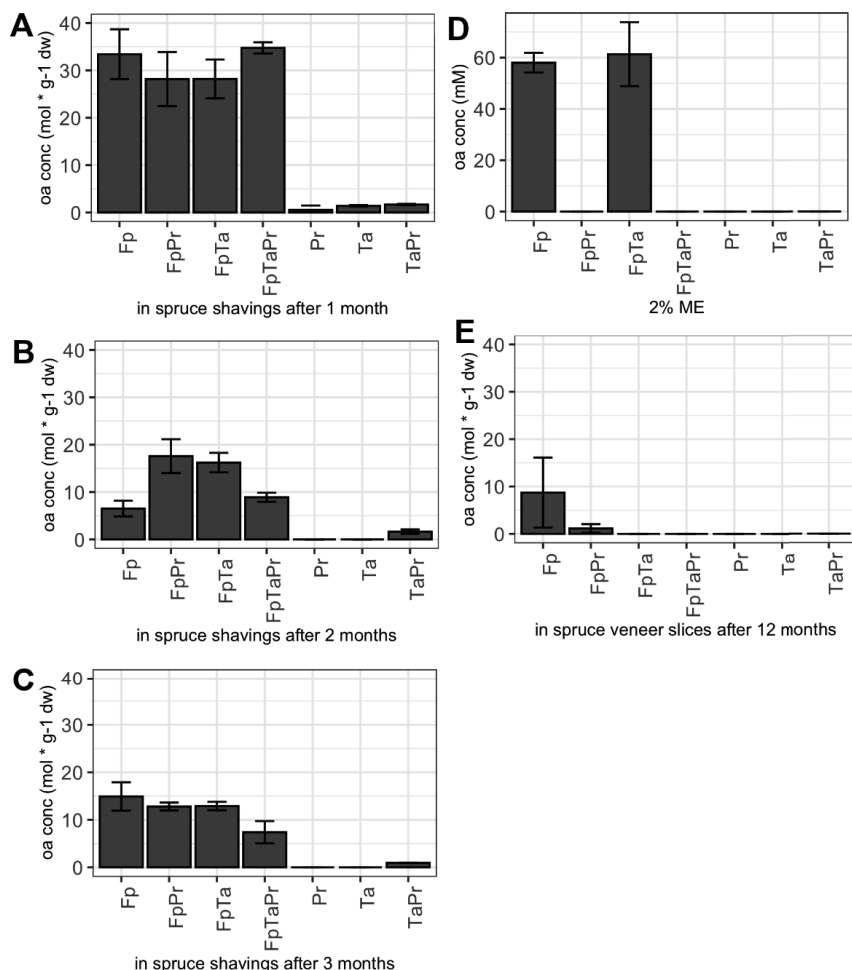 A
oa conc (mol * g-1 dw)
40
30
20
10
0
Fp
FpPr
FpTa
FpTaPr
Pr
Ta
TaPr
in spruce shavings after 1 month
B
oa conc (mol * g-1 dw)
40
30
20
10
0
Fp
FpPr
FpTa
FpTaPr
Pr
Ta
TaPr
in spruce shavings after 2 months
C
oa conc (mol * g-1 dw)
40
30
20
10
0
Fp
FpPr
FpTa
FpTaPr
Pr
Ta
TaPr
in spruce shavings after 3 months
D
oa conc (mM)
60
40
20
0
Fp
FpPr
FpTa
FpTaPr
Pr
Ta
TaPr
2% ME
E
oa conc (mol * g-1 dw)
40
30
20
10
0
Fp
FpPr
FpTa
FpTaPr
Pr
Ta
TaPr
in spruce veneer slices after 12 months